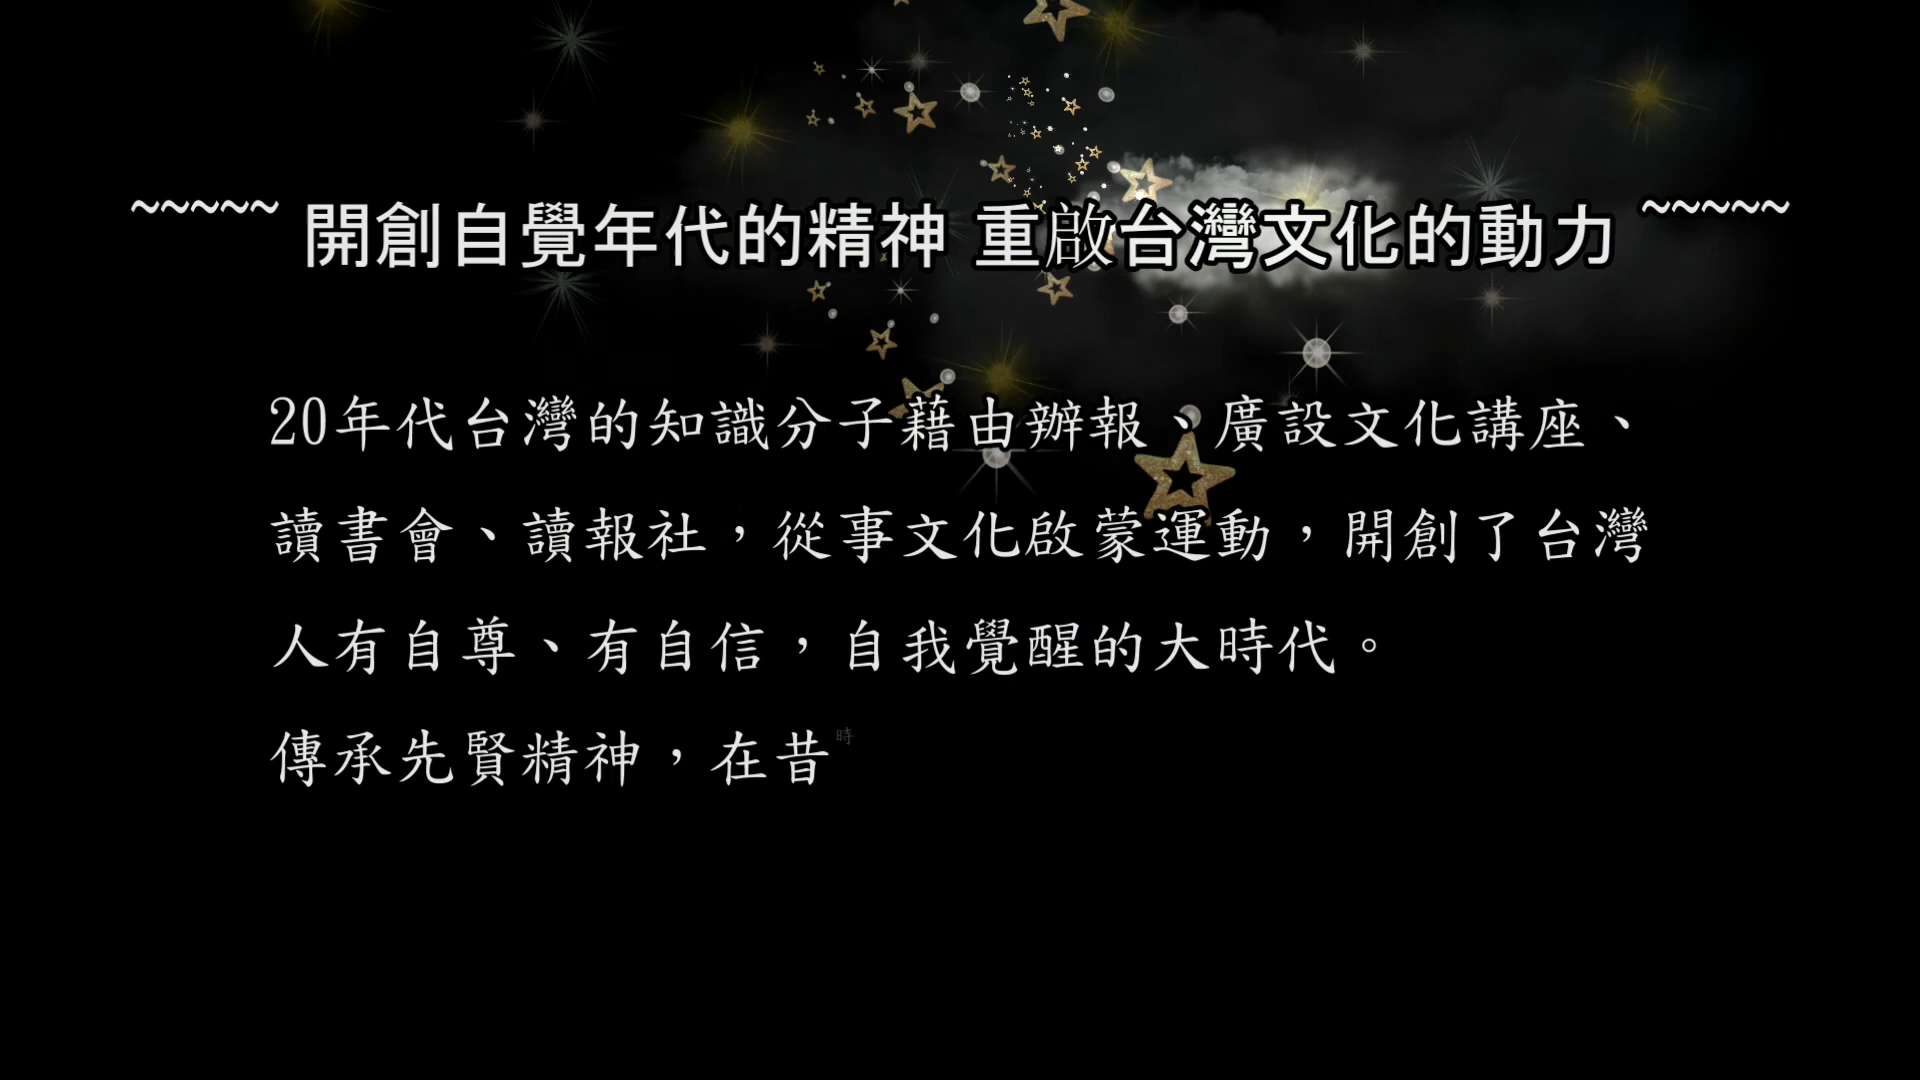 ~~~~~ 開創自覺年代的精神 重啟台灣文化的動力 ~~~~~
20年代台灣的知識分子藉由辦報、廣設文化講座、
讀書會、讀報社，從事文化啟蒙運動，開創了台灣
人有自尊、有自信，自我覺醒的大時代。
傳承先賢精神，在昔時